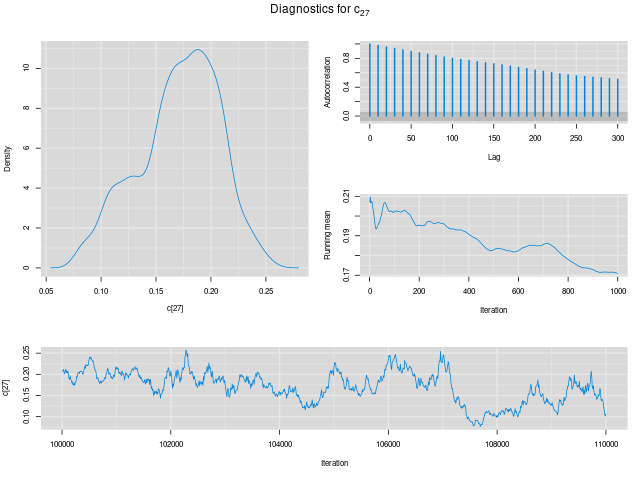 Diagnostics for c27
Density
0 2 4 6 8 10
0.05 0.10 0.15 0.20 0.25
c[27]
Autocorrelation
0.0 0.4 0.8
0 50 100 150 200 250 300
Lag
Running mean
0.17 0.19 0.21
0 200 400 600 800 1000
Iteration
c[27]
0.10 0.15 0.20 0.25
100000 102000 104000 106000 108000 110000
Iteration